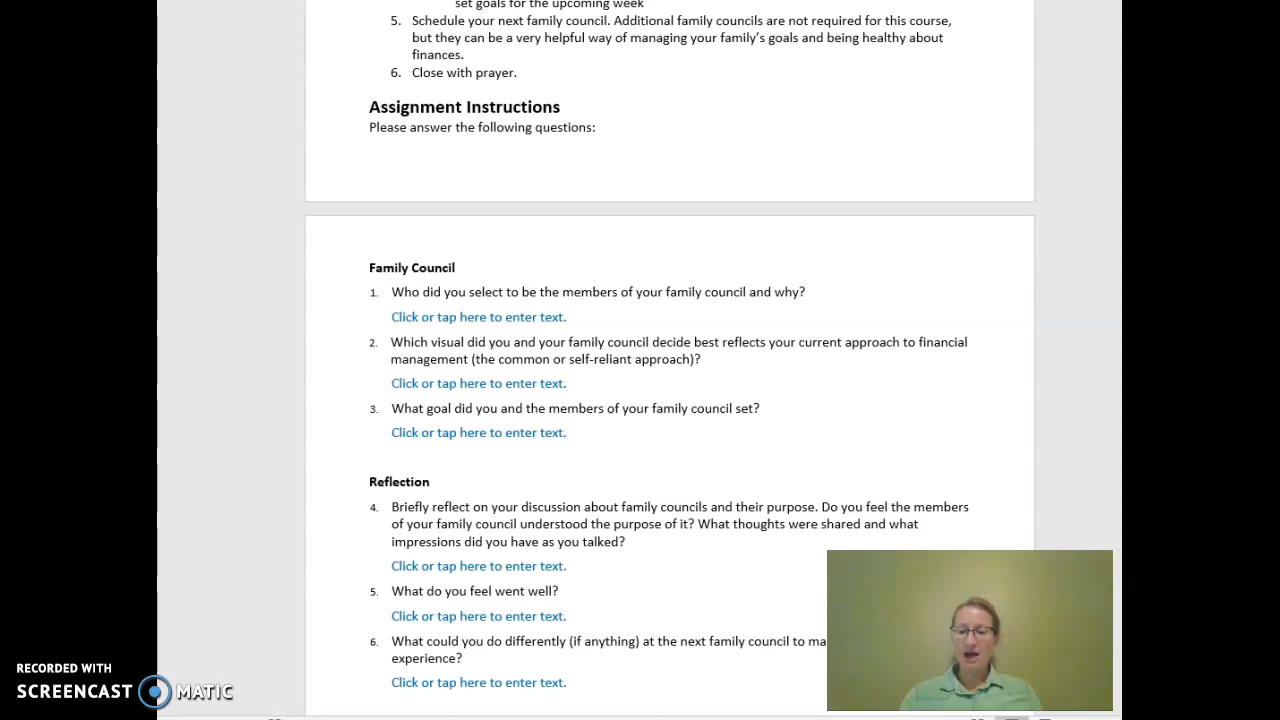 set goals for the upcoming week
5. Schedule your next family council. Additional family councils are not required for this course,
but they can be a very helpful way of managing your family's goals and being healthy about
finances.
6. Close with prayer.
Assignment Instructions
Please answer the following questions:
Family Council
1. Who did you select to be the members of your family council and why?
Click or tap here to enter text.
2. Which visual did you and your family council decide best reflects your current approach to financial
management (the common or self-reliant approach)?
Click or tap here to enter text.
3. What goal did you and the members of your family council set?
Click or tap here to enter text.
Reflection
4. Briefly reflect on your discussion about family councils and their purpose. Do you feel the members
of your family council understood the purpose of it? What thoughts were shared and what
impressions did you have as you talked?
Click or tap here to enter text.
5. What do you feel went well?
Click or tap here to enter text.
6. What could you do differently (if anything) at the next family council to ma
experience?
Click or tap here to enter text.
RECORDED WITH
SCREENCAST MATIC